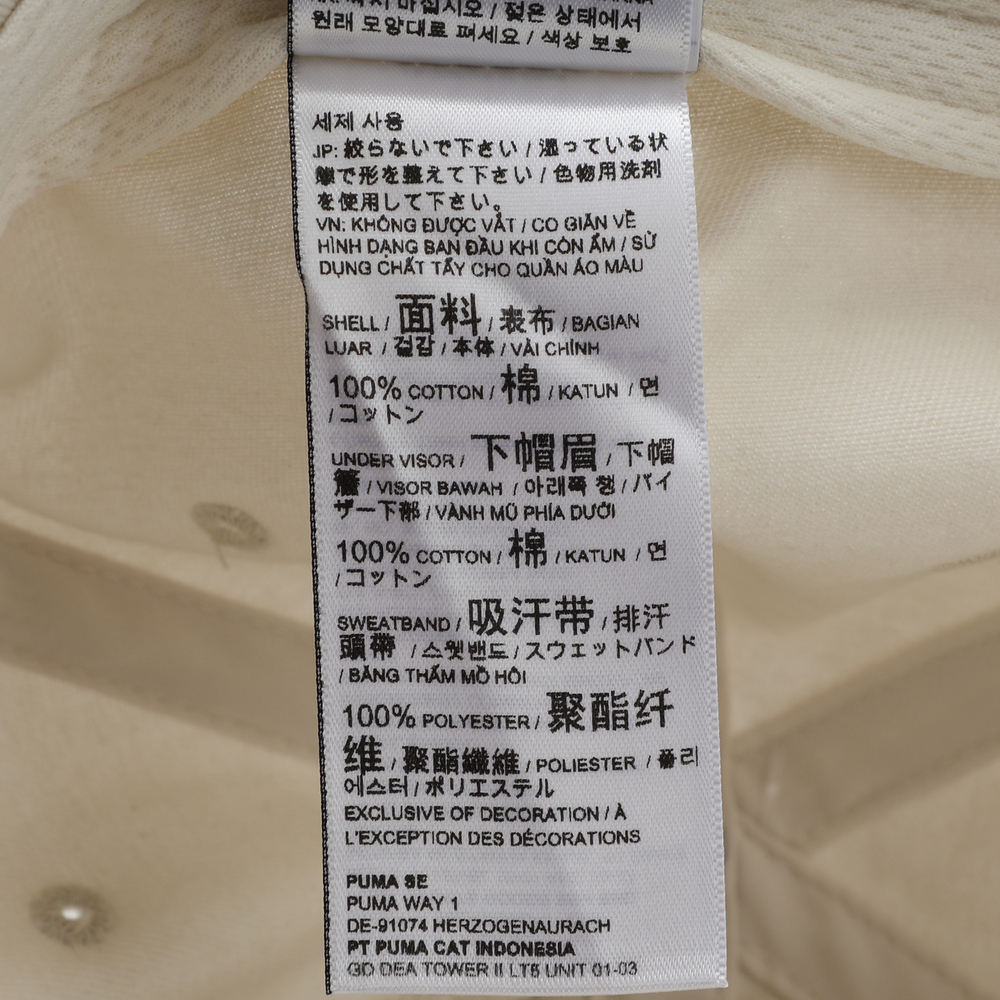 마십시오 / 젖은 상태에서
원래 모양대로 펴세요 / 색상 보호
세제 사용
JP: 絞らないで下さい / 湿っている状
態で形を整えて下さい / 色物用洗剤
を使用して下さい。
VN: KHÔNG ĐƯỢC VẮT / CO GIÃN VỀ
HÌNH DẠNG BAN ĐẦU KHI CÒN ẨM / SỬ
DỤNG CHẤT TẨY CHO QUẦN ÁO MÀU
SHELL / 面料 / 表布 / BAGIAN
LUAR / 겉감 / 本体 / VẢI CHÍNH
100% COTTON / 棉 / KATUN / 면
/ コットン
UNDER VISOR / 下帽眉 / 下帽
簷 / VISOR BAWAH / 아래쪽 챙 / バイ
ザー下部 / VÀNH MŨ PHÍA DƯỚI
100% COTTON / 棉 / KATUN / 면
/ コットン
SWEATBAND / 吸汗带 / 排汗
頭帶 / 스웻밴드 / スウェットバンド
/ BĂNG THẤM MỒ HÔI
100% POLYESTER / 聚酯纤
维 / 聚酯纖維 / POLIESTER / 폴리
에스터 / ポリエステル
EXCLUSIVE OF DECORATION / À
L'EXCEPTION DES DÉCORATIONS
PUMA SE
PUMA WAY 1
DE-91074 HERZOGENAURACH
PT PUMA CAT INDONESIA
GD DEA TOWER II LT5 UNIT 01-03